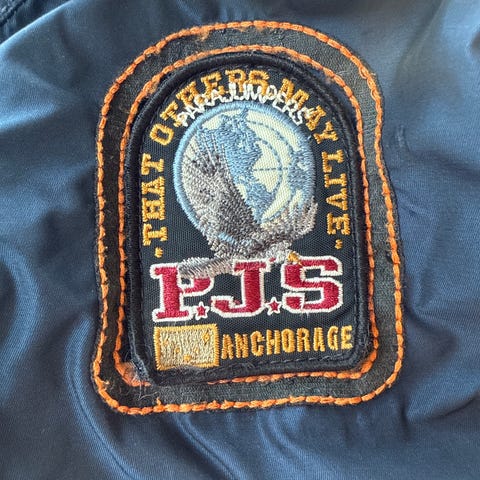 THAT OTHERS MAY LIVE
PARAJUMPERS
P.J.S
ANCHORAGE